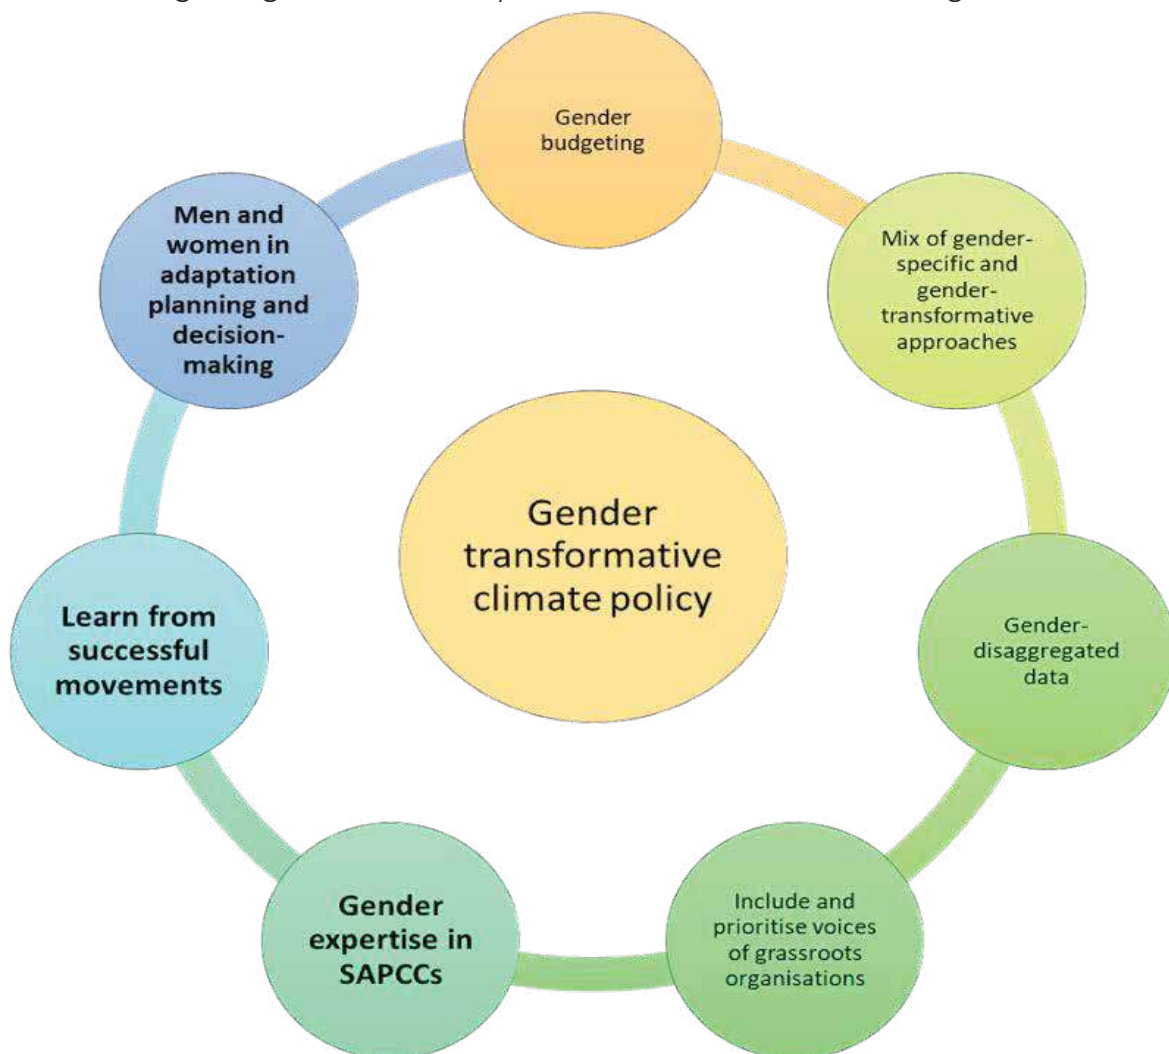 Gender
budgeting
Mix of gender-
specific and
gender-
transformative
approaches
Gender-
disaggregated
data
Include and
prioritise voices
of grassroots
organisations
Gender
expertise in
SAPCCs
Learn from
successful
movements
Men and
women in
adaptation
planning and
decision-
making
Gender
transformative
climate policy